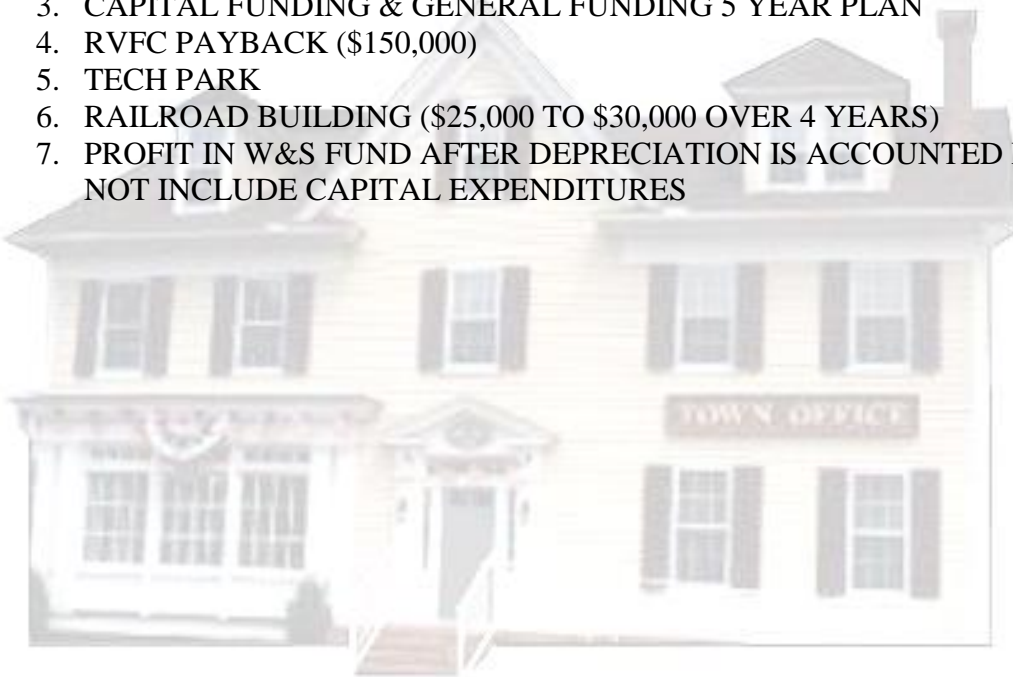 3. CAPITAL FUNDING & GENERAL FUNDING 5 YEAR PLAN
4. RVFC PAYBACK ($150,000)
5. TECH PARK
6. RAILROAD BUILDING ($25,000 TO $30,000 OVER 4 YEARS)
7. PROFIT IN W&S FUND AFTER DEPRECIATION IS ACCOUNTED
NOT INCLUDE CAPITAL EXPENDITURES
TOWN OFFICE